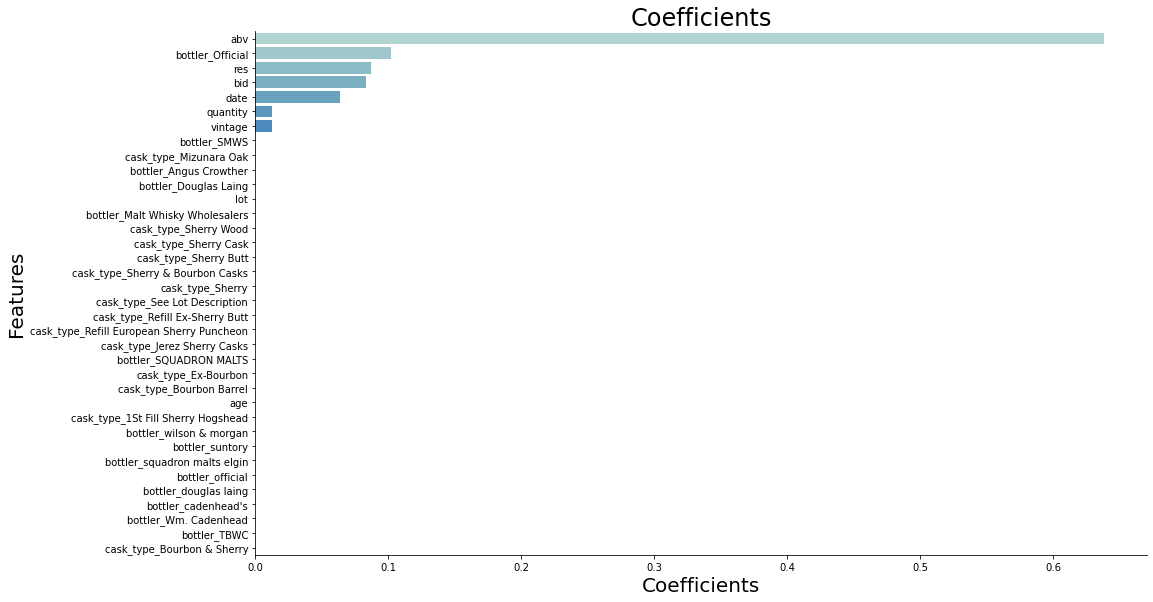 Coefficients
abv
bottler_Official
res
bid
date
quantity
vintage
bottler_SMWS
cask_type_Mizunara Oak
bottler_Angus Crowther
bottler_Douglas Laing
lot
bottler_Malt Whisky Wholesalers
cask_type_Sherry Wood
cask_type_Sherry Cask
cask_type_Sherry Butt
cask_type_Sherry & Bourbon Casks
cask_type_Sherry
cask_type_See Lot Description
cask_type_Refill Ex-Sherry Butt
cask_type_Refill European Sherry Puncheon
cask_type_Jerez Sherry Casks
bottler_SQUADRON MALTS
cask_type_Ex-Bourbon
cask_type_Bourbon Barrel
age
cask_type_1St Fill Sherry Hogshead
bottler_wilson & morgan
bottler_suntory
bottler_squadron malts elgin
bottler_official
bottler_douglas laing
bottler_cadenhead's
bottler_Wm. Cadenhead
bottler_TBWC
cask_type_Bourbon & Sherry
Features
0.0 0.1 0.2 0.3 0.4 0.5 0.6
Coefficients